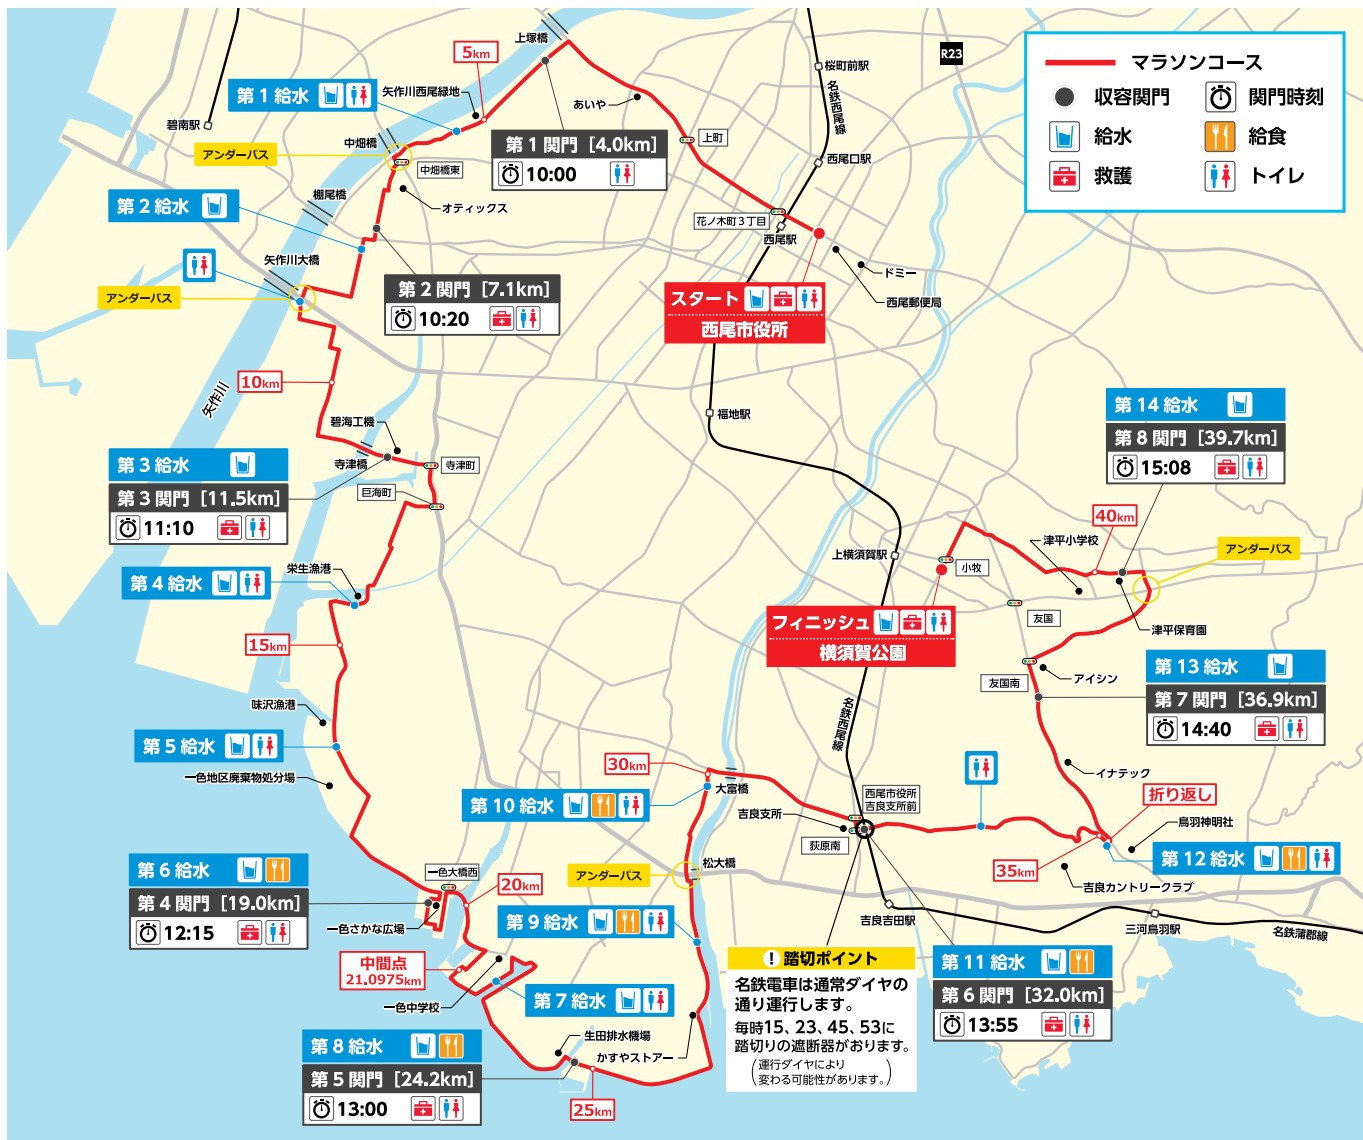 上塚橋
5km
第1給水
矢作川西尾緑地
碧南駅
中畑橋
アンダーパス
中畑橋東
第1関門 [4.0km]
10:00
あいや
上町
桜町前駅
名鉄西尾線
西尾口駅
R23
マラソンコース
収容関門
関門時刻
給水
給食
救護
トイレ
第2給水
棚尾橋
オティックス
花ノ木町3丁目
西尾駅
矢作川大橋
アンダーパス
第2関門 [7.1km]
10:20
スタート
西尾市役所
ドミー
西尾郵便局
10km
矢作川
福地駅
碧海工機
寺津橋
寺津町
巨海町
第3給水
第3関門 [11.5km]
11:10
第14給水
第8関門 [39.7km]
15:08
40km
津平小学校
アンダーパス
上横須賀駅
小牧
友国
津平保育園
第4給水
栄生漁港
フィニッシュ
横須賀公園
15km
友国南
アイシン
第13給水
第7関門 [36.9km]
14:40
味沢漁港
第5給水
一色地区廃棄物処分場
名鉄西尾線
30km
大富橋
第10給水
吉良支所
西尾市役所
吉良支所前
荻原南
イナテック
折り返し
鳥羽神明社
35km
第12給水
吉良カントリークラブ
第6給水
第4関門 [19.0km]
12:15
一色大橋西
20km
一色さかな広場
アンダーパス
松大橋
第9給水
吉良吉田駅
三河鳥羽駅
名鉄蒲郡線
中間点
21.0975km
一色中学校
第7給水
! 踏切ポイント
名鉄電車は通常ダイヤの
通り運行します。
毎時15、23、45、53に
踏切りの遮断器がおります。
(運行ダイヤにより
変わる可能性があります。)
第11給水
第6関門 [32.0km]
13:55
第8給水
第5関門 [24.2km]
13:00
生田排水機場
かすやストアー
25km